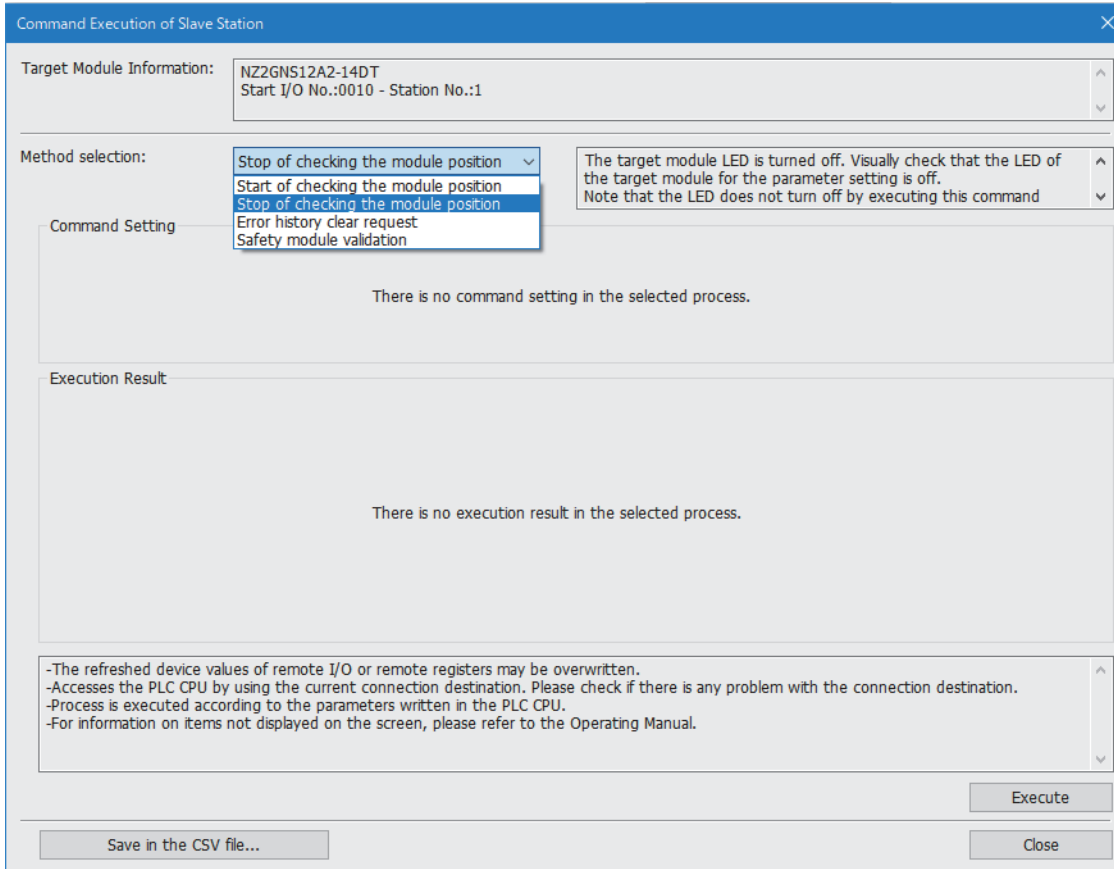 Command Execution of Slave Station
Target Module Information:
NZ2GNS12A2-14DT
Start I/O No.:0010 - Station No.:1
Method selection:
Stop of checking the module position
Start of checking the module position
Stop of checking the module position
Error history clear request
Safety module validation
The target module LED is turned off. Visually check that the LED of
the target module for the parameter setting is off.
Note that the LED does not turn off by executing this command
Command Setting
There is no command setting in the selected process.
Execution Result
There is no execution result in the selected process.
-The refreshed device values of remote I/O or remote registers may be overwritten.
-Accesses the PLC CPU by using the current connection destination. Please check if there is any problem with the connection destination.
-Process is executed according to the parameters written in the PLC CPU.
-For information on items not displayed on the screen, please refer to the Operating Manual.
Execute
Save in the CSV file...
Close